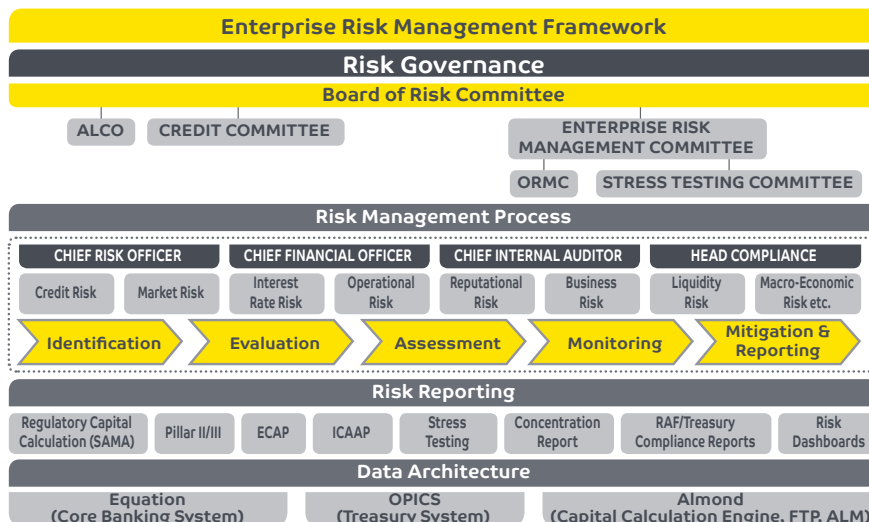 Enterprise Risk Management Framework
Risk Governance
Board of Risk Committee
ALCO
CREDIT COMMITTEE
ENTERPRISE RISK
MANAGEMENT COMMITTEE
ORMC
STRESS TESTING COMMITTEE
Risk Management Process
CHIEF RISK OFFICER
CHIEF FINANCIAL OFFICER
CHIEF INTERNAL AUDITOR
HEAD COMPLIANCE
Credit Risk
Market Risk
Interest
Rate Risk
Operational
Risk
Reputational
Risk
Business
Risk
Liquidity
Risk
Macro-Economic
Risk etc.
Identification
Evaluation
Assessment
Monitoring
Mitigation &
Reporting
Risk Reporting
Regulatory Capital
Calculation (SAMA)
Pillar II/III
ECAP
ICAAP
Stress
Testing
Concentration
Report
RAF/Treasury
Compliance Reports
Risk
Dashboards
Data Architecture
Equation
(Core Banking System)
OPICS
(Treasury System)
Almond
(Capital Calculation Engine, FTP, ALM)